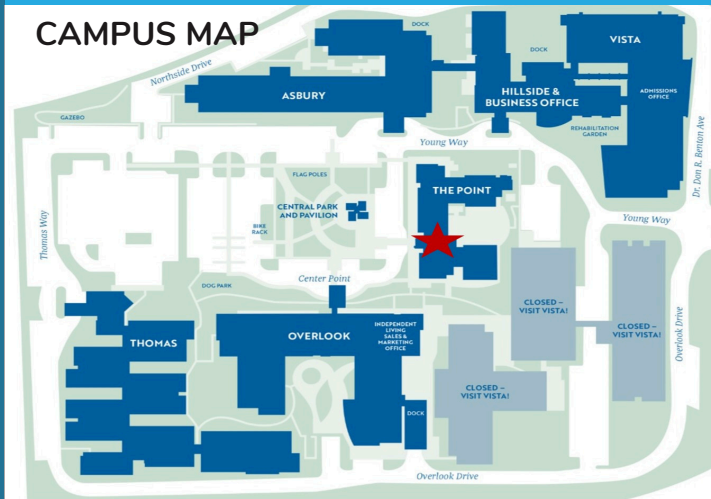 CAMPUS MAP
DOCK
VISTA
Northside Drive
DOCK
ASBURY
HILLSIDE &
BUSINESS OFFICE
ADMISSIONS
OFFICE
GAZEBO
REHABILITATION
GARDEN
Dr. Don R. Benton Ave
Young Way
FLAG POLES
THE POINT
CENTRAL PARK
AND PAVILION
Young Way
Thomas Way
BIKE
RACK
Center Point
DOG PARK
CLOSED –
VISIT VISTA!
CLOSED –
VISIT VISTA!
Overlook Drive
THOMAS
OVERLOOK
INDEPENDENT
LIVING
SALES &
MARKETING
OFFICE
CLOSED –
VISIT VISTA!
DOCK
Overlook Drive